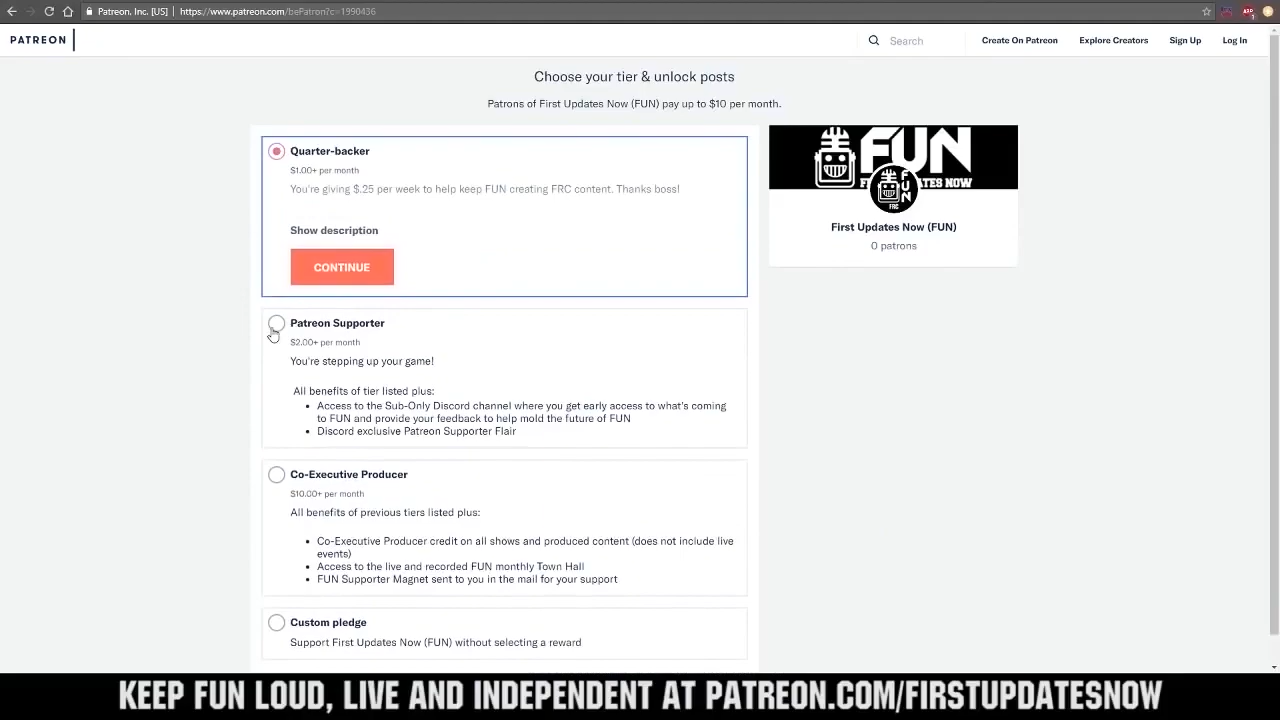 Patreon, Inc. [US] | https://www.patreon.com/bePatron?c=1990436
PATREON
Search
Create On Patreon
Explore Creators
Sign Up
Log In
Choose your tier & unlock posts
Patrons of First Updates Now (FUN) pay up to $10 per month.
Quarter-backer
$1.00+ per month
You're giving $.25 per week to help keep FUN creating FRC content. Thanks boss!
Show description
CONTINUE
FUN
FUN
FRC
First Updates Now (FUN)
0 patrons
Patreon Supporter
$2.00+ per month
You're stepping up your game!
All benefits of tier listed plus:
• Access to the Sub-Only Discord channel where you get early access to what's coming
to FUN and provide your feedback to help mold the future of FUN
• Discord exclusive Patreon Supporter Flair
Co-Executive Producer
$10.00+ per month
All benefits of previous tiers listed plus:
• Co-Executive Producer credit on all shows and produced content (does not include live
events)
• Access to the live and recorded FUN monthly Town Hall
• FUN Supporter Magnet sent to you in the mail for your support
Custom pledge
Support First Updates Now (FUN) without selecting a reward
KEEP FUN LOUD, LIVE AND INDEPENDENT AT PATREON.COM/FIRSTUPDATESNOW